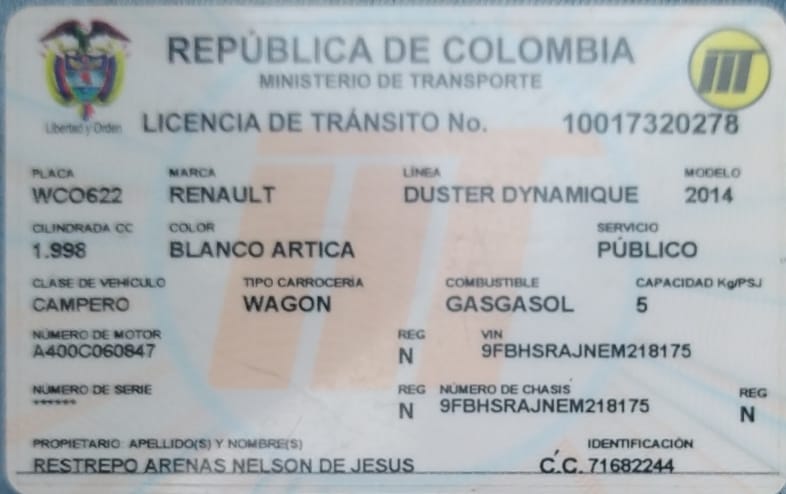 REPÚBLICA DE COLOMBIA
MINISTERIO DE TRANSPORTE
Libertad y Orden
LICENCIA DE TRÁNSITO No. 10017320278
PLACA MARCA LÍNEA MODELO
WCO622 RENAULT DUSTER DYNAMIQUE 2014
CILINDRADA CC COLOR SERVICIO
1.998 BLANCO ARTICA PÚBLICO
CLASE DE VEHÍCULO TIPO CARROCERÍA COMBUSTIBLE CAPACIDAD Kg/PSJ
CAMPERO WAGON GASGASOL 5
NÚMERO DE MOTOR REG VIN
A400C060847 N 9FBHSRAJNEM218175
NÚMERO DE SERIE REG NÚMERO DE CHASIS REG
****** N 9FBHSRAJNEM218175 N
PROPIETARIO: APELLIDO(S) Y NOMBRE(S) IDENTIFICACIÓN
RESTREPO ARENAS NELSON DE JESUS C.C. 71682244